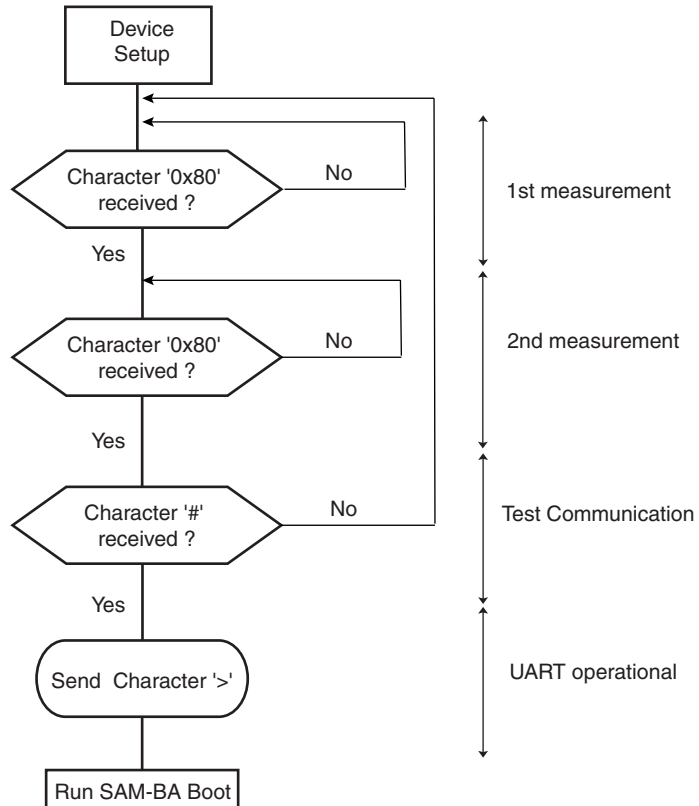 Device
Setup
Character '0x80'
received ?
No
1st measurement
Yes
Character '0x80'
received ?
No
2nd measurement
Yes
Character '#'
received ?
No
Test Communication
Yes
Send Character '>'
UART operational
Run SAM-BA Boot